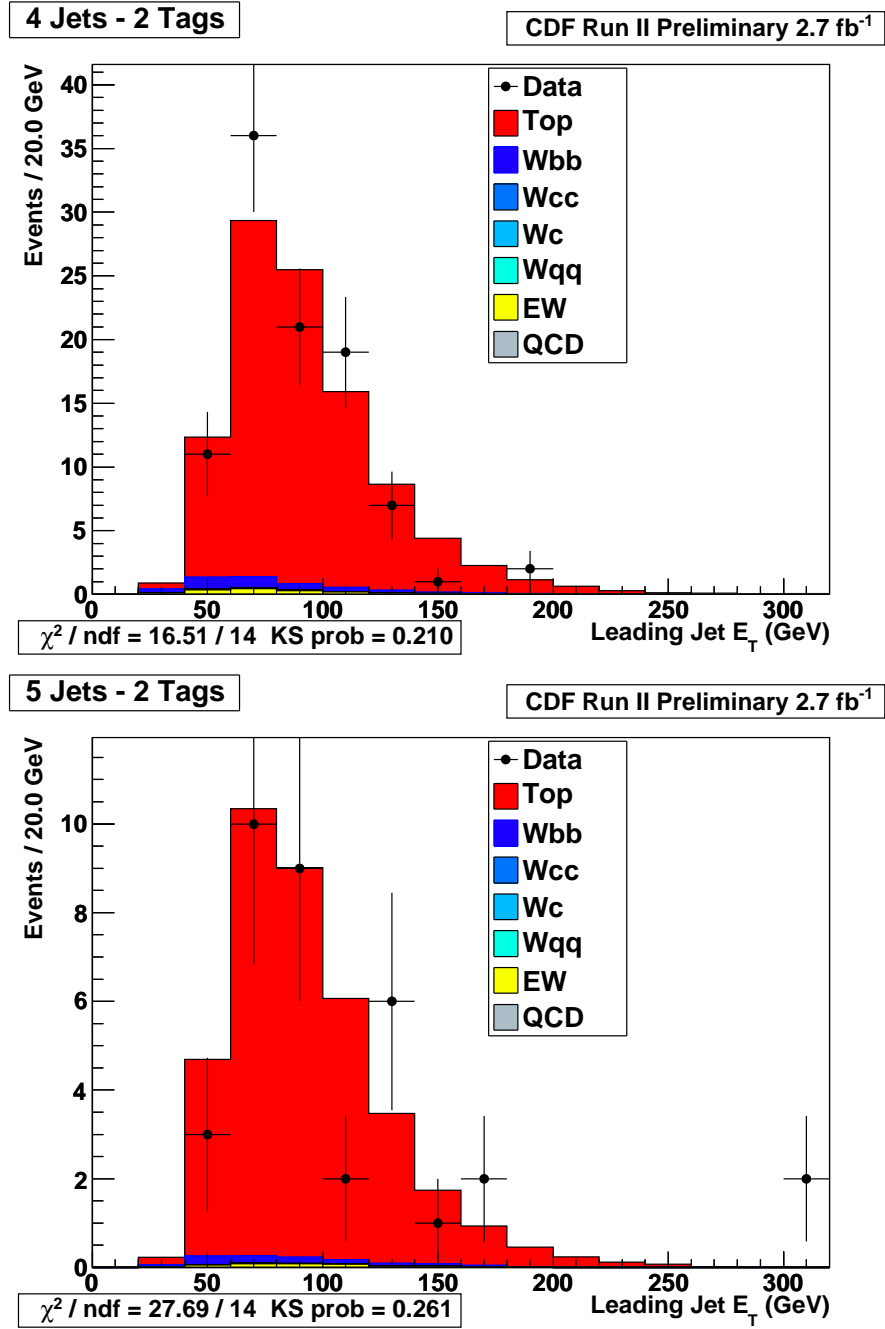 4 Jets - 2 Tags
CDF Run II Preliminary 2.7 fb⁻¹
Events / 20.0 GeV
40
35
30
25
20
15
10
5
0
Data
Top
Wbb
Wcc
Wc
Wqq
EW
QCD
0 50 100 150 200 250 300
Leading Jet E_T (GeV)
χ² / ndf = 16.51 / 14 KS prob = 0.210
5 Jets - 2 Tags
CDF Run II Preliminary 2.7 fb⁻¹
Events / 20.0 GeV
10
8
6
4
2
0
Data
Top
Wbb
Wcc
Wc
Wqq
EW
QCD
0 50 100 150 200 250 300
Leading Jet E_T (GeV)
χ² / ndf = 27.69 / 14 KS prob = 0.261